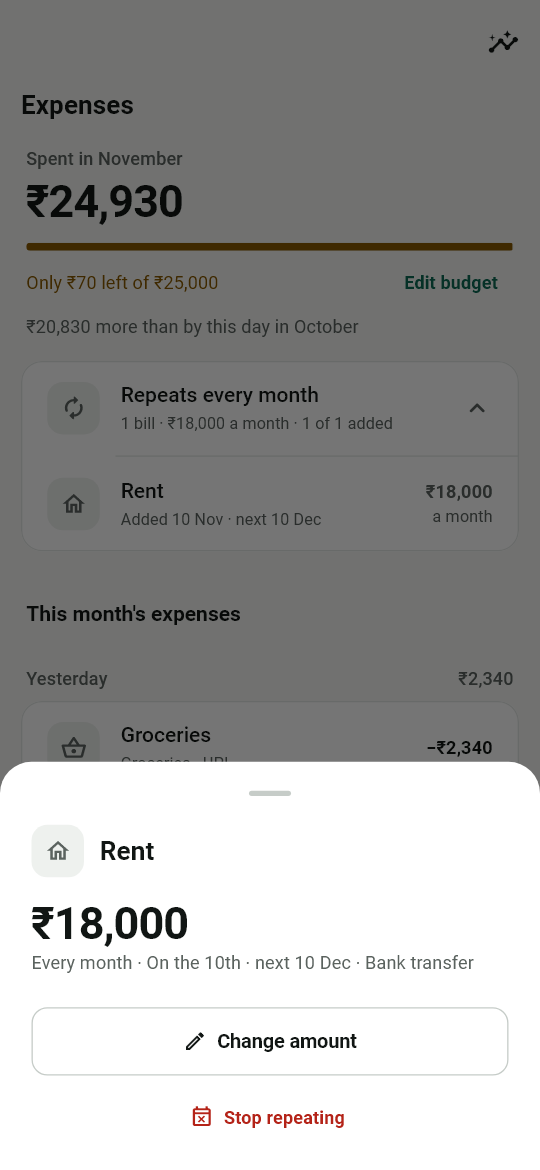 Expenses
Spent in November
₹24,930
Only ₹70 left of ₹25,000
Edit budget
₹20,830 more than by this day in October
Repeats every month
1 bill · ₹18,000 a month · 1 of 1 added
Rent
₹18,000
Added 10 Nov · next 10 Dec
a month
This month's expenses
Yesterday
₹2,340
Groceries
−₹2,340
Groceries · UPI
Rent
₹18,000
Every month · On the 10th · next 10 Dec · Bank transfer
Change amount
Stop repeating